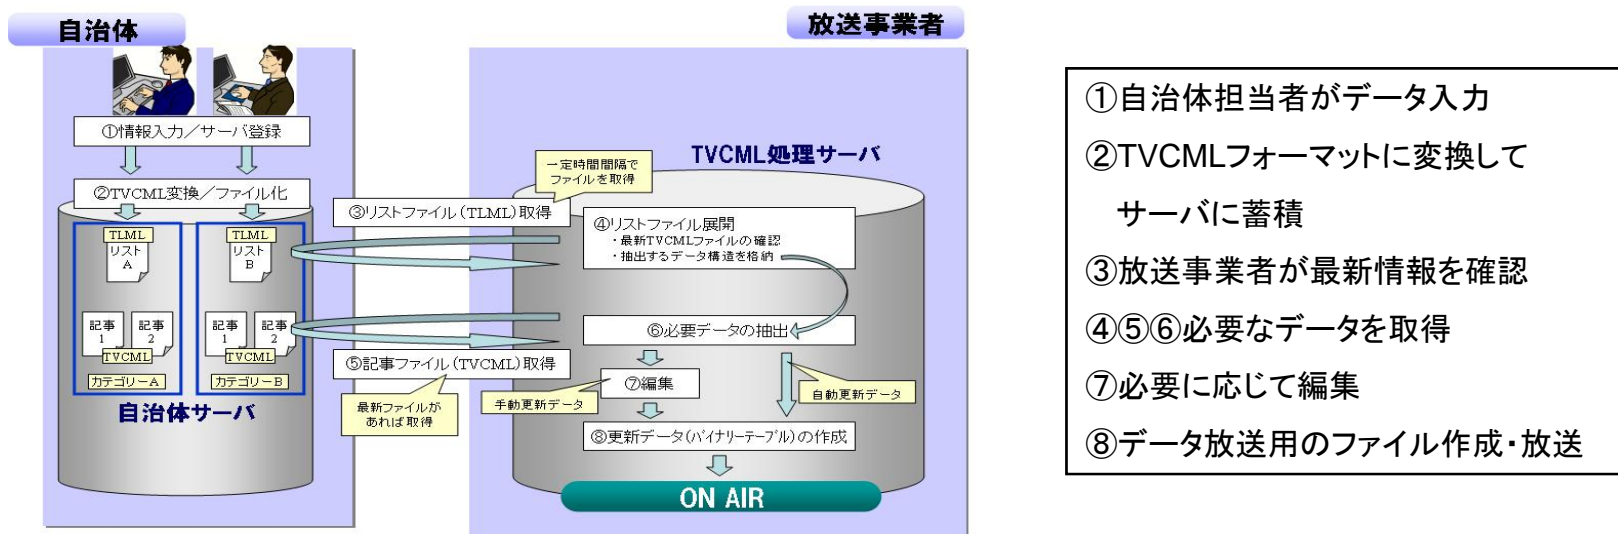 自治体
放送事業者
①情報入力／サーバ登録
②TVCML変換／ファイル化
TLML
リスト
A
TLML
リスト
B
記事
1
記事
2
TVCML
カテゴリーA
記事
1
記事
2
TVCML
カテゴリーB
自治体サーバ
③リストファイル（TLML）取得
⑤記事ファイル（TVCML）取得
最新ファイルが
あれば取得
一定時間間隔で
ファイルを取得
TVCML処理サーバ
④リストファイル展開
・最新TVCMLファイルの確認
・抽出するデータ構造を格納
⑥必要データの抽出
⑦編集
手動更新データ
自動更新データ
⑧更新データ(バイナリーテーブル)の作成
ON AIR
①自治体担当者がデータ入力
②TVCMLフォーマットに変換して
サーバに蓄積
③放送事業者が最新情報を確認
④⑤⑥必要なデータを取得
⑦必要に応じて編集
⑧データ放送用のファイル作成・放送